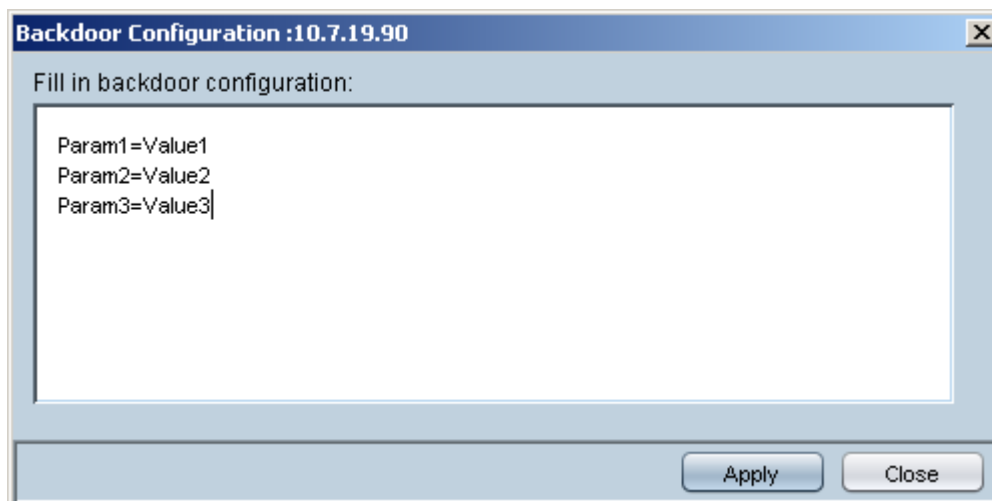 Backdoor Configuration :10.7.19.90
Fill in backdoor configuration:
Param1=Value1
Param2=Value2
Param3=Value3
Apply
Close